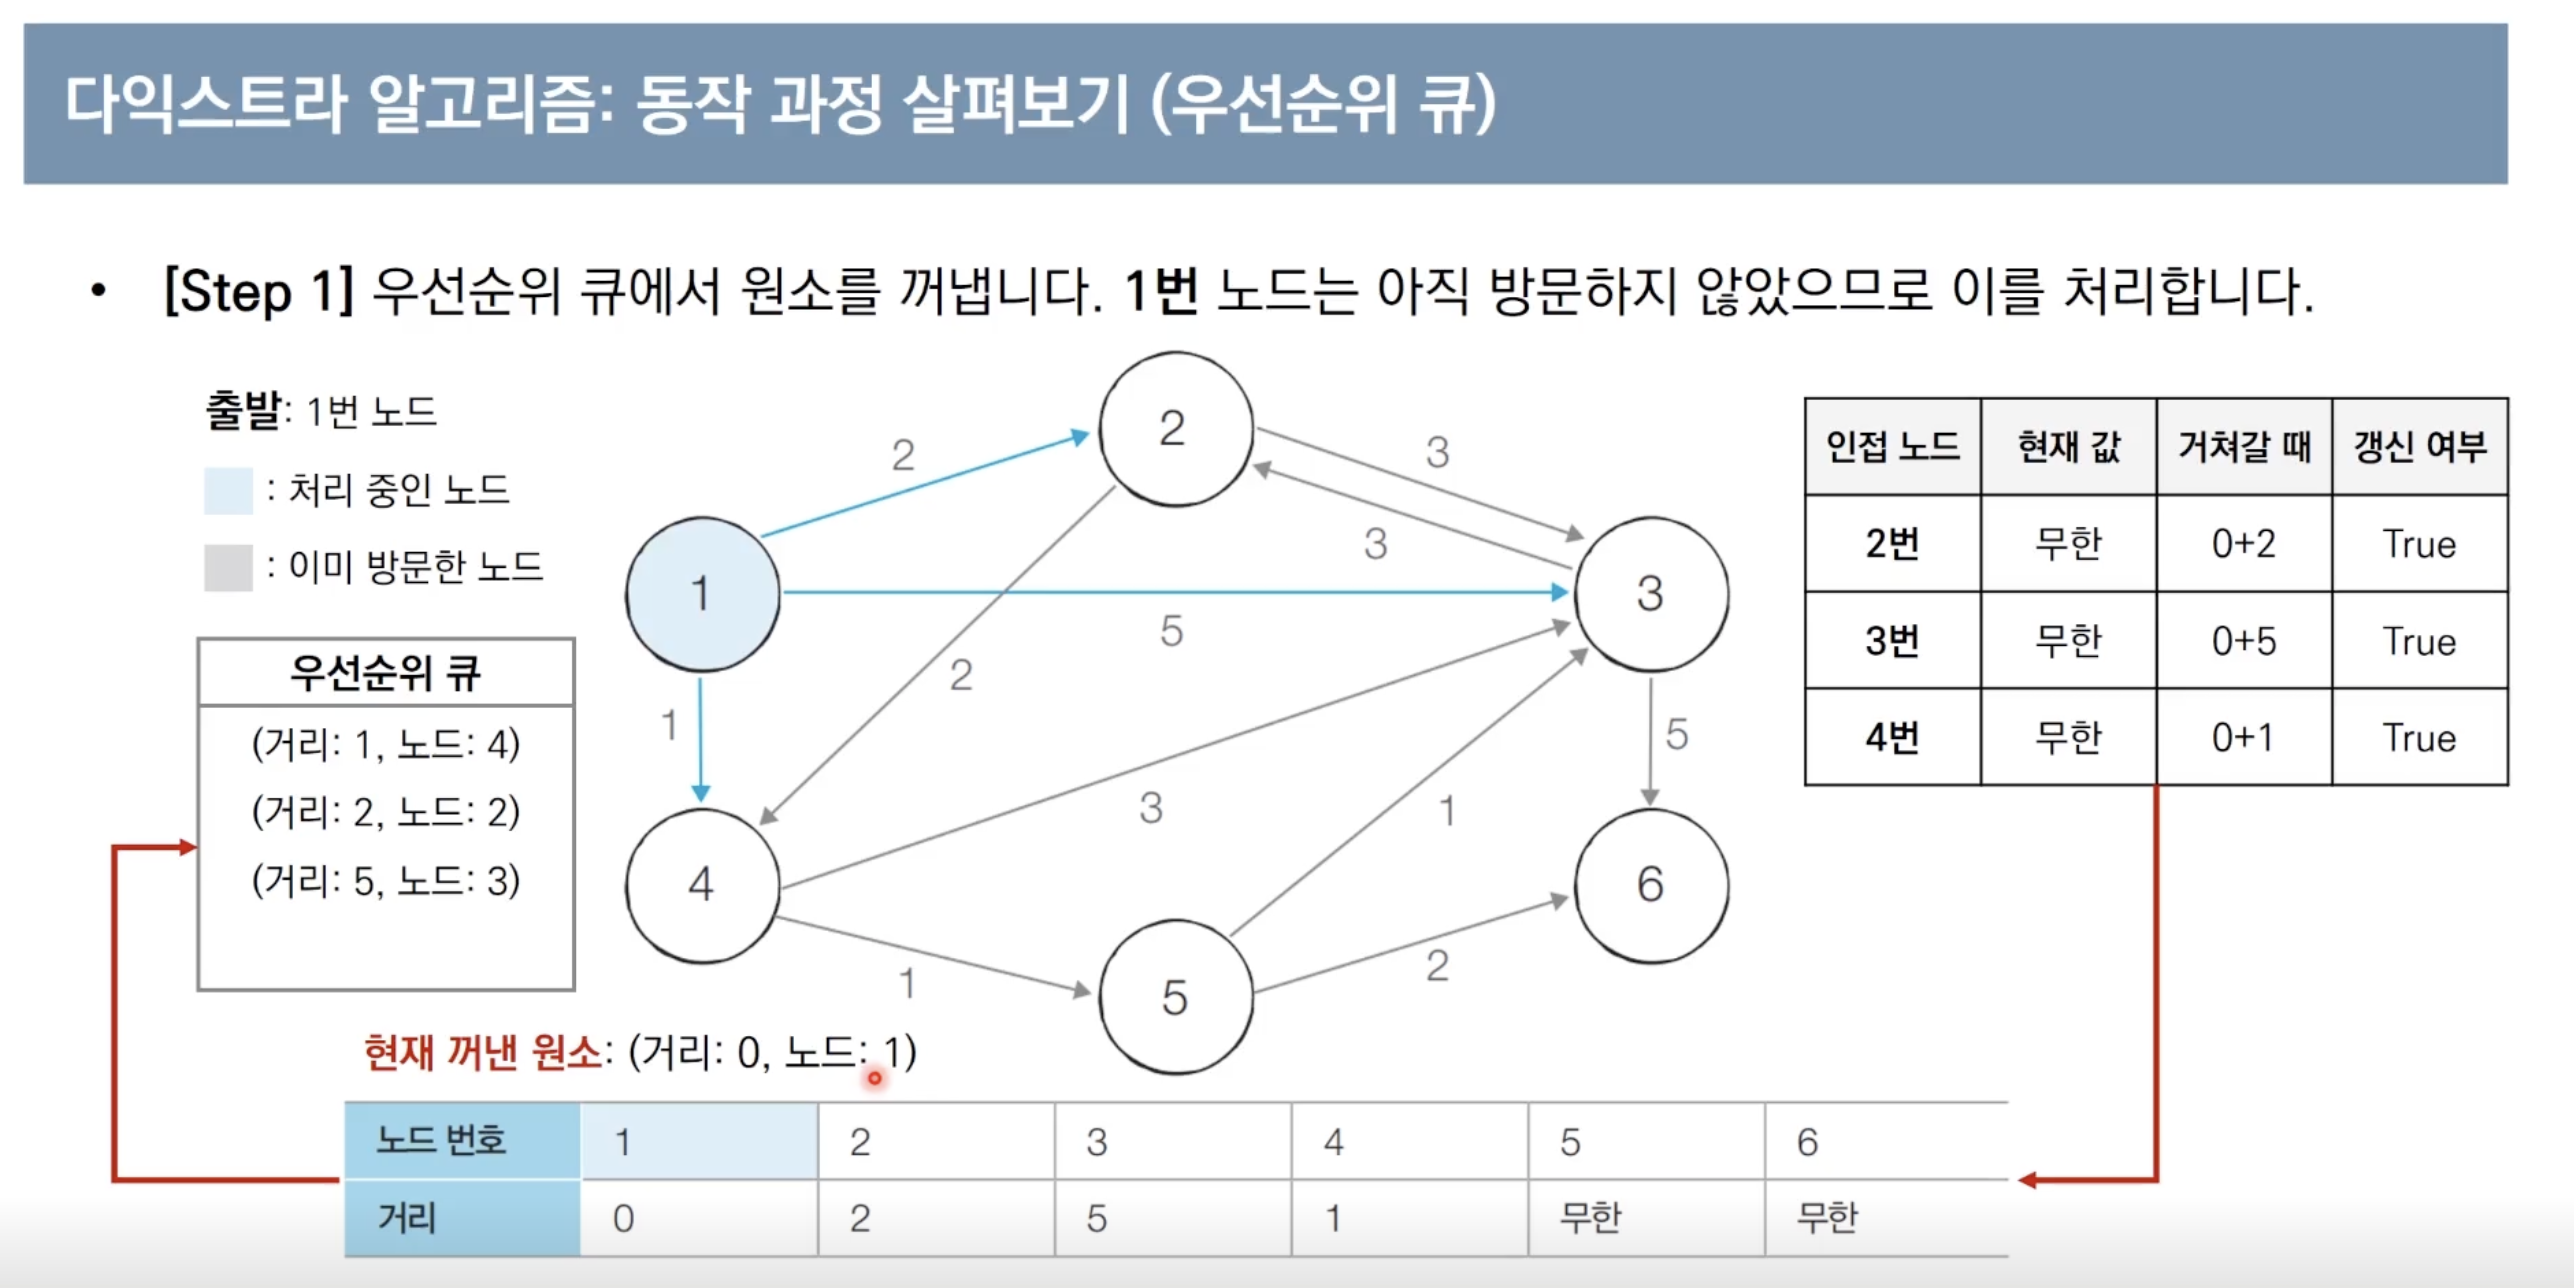 다익스트라 알고리즘: 동작 과정 살펴보기 (우선순위 큐)
• [Step 1] 우선순위 큐에서 원소를 꺼냅니다. 1번 노드는 아직 방문하지 않았으므로 이를 처리합니다.
출발: 1번 노드
: 처리 중인 노드
: 이미 방문한 노드
우선순위 큐
(거리: 1, 노드: 4)
(거리: 2, 노드: 2)
(거리: 5, 노드: 3)
2
2
3
3
1
5
3
2
1
5
3
1
4
6
1
2
5
인접 노드 현재 값 거쳐갈 때 갱신 여부
2번 무한 0+2 True
3번 무한 0+5 True
4번 무한 0+1 True
현재 꺼낸 원소: (거리: 0, 노드: 1)
노드 번호 1 2 3 4 5 6
거리 0 2 5 1 무한 무한